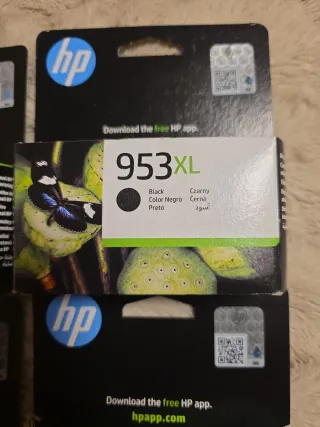 hp
Download the free HP app.
953XL
Black
Color Negro
Preto
Czarny
Černá
أسود
hp
Download the free HP app.
hpapp.com